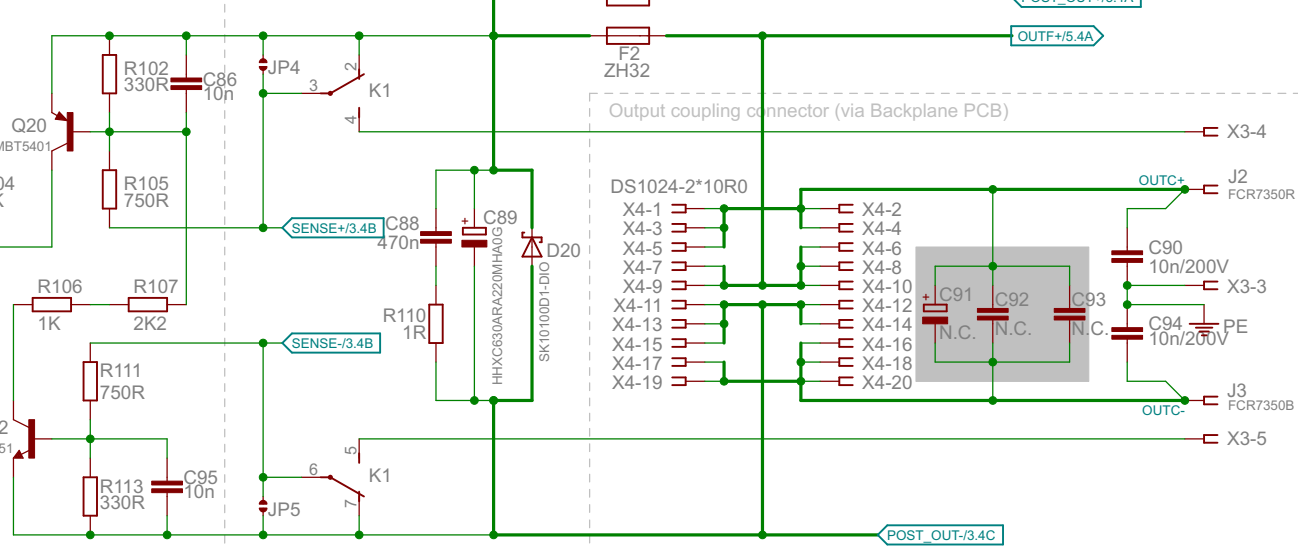 POST_OUT+/5.1A
OUTF+/5.4A
F2
ZH32
R102
330R
C86
10n
JP4
2
3
K1
4
Output coupling connector (via Backplane PCB)
Q20
MBT5401
X3-4
04
K
R105
750R
SENSE+/3.4B
C88
470n
+
C89
HHXC630ARA220MHA0G
D20
SK10100D1-DIO
DS1024-2*10R0
X4-1 X4-2
X4-3 X4-4
X4-5 X4-6
X4-7 X4-8
X4-9 X4-10
X4-11 X4-12
X4-13 X4-14
X4-15 X4-16
X4-17 X4-18
X4-19 X4-20
OUTC+
J2
FCR7350R
C90
10n/200V
X3-3
+
C91
N.C.
C92
N.C.
C93
N.C.
C94
10n/200V
PE
R106
1K
R107
2K2
R110
1R
SENSE-/3.4B
R111
750R
J3
FCR7350B
OUTC-
2
51
5
6
K1
7
X3-5
R113
330R
C95
10n
JP5
POST_OUT-/3.4C